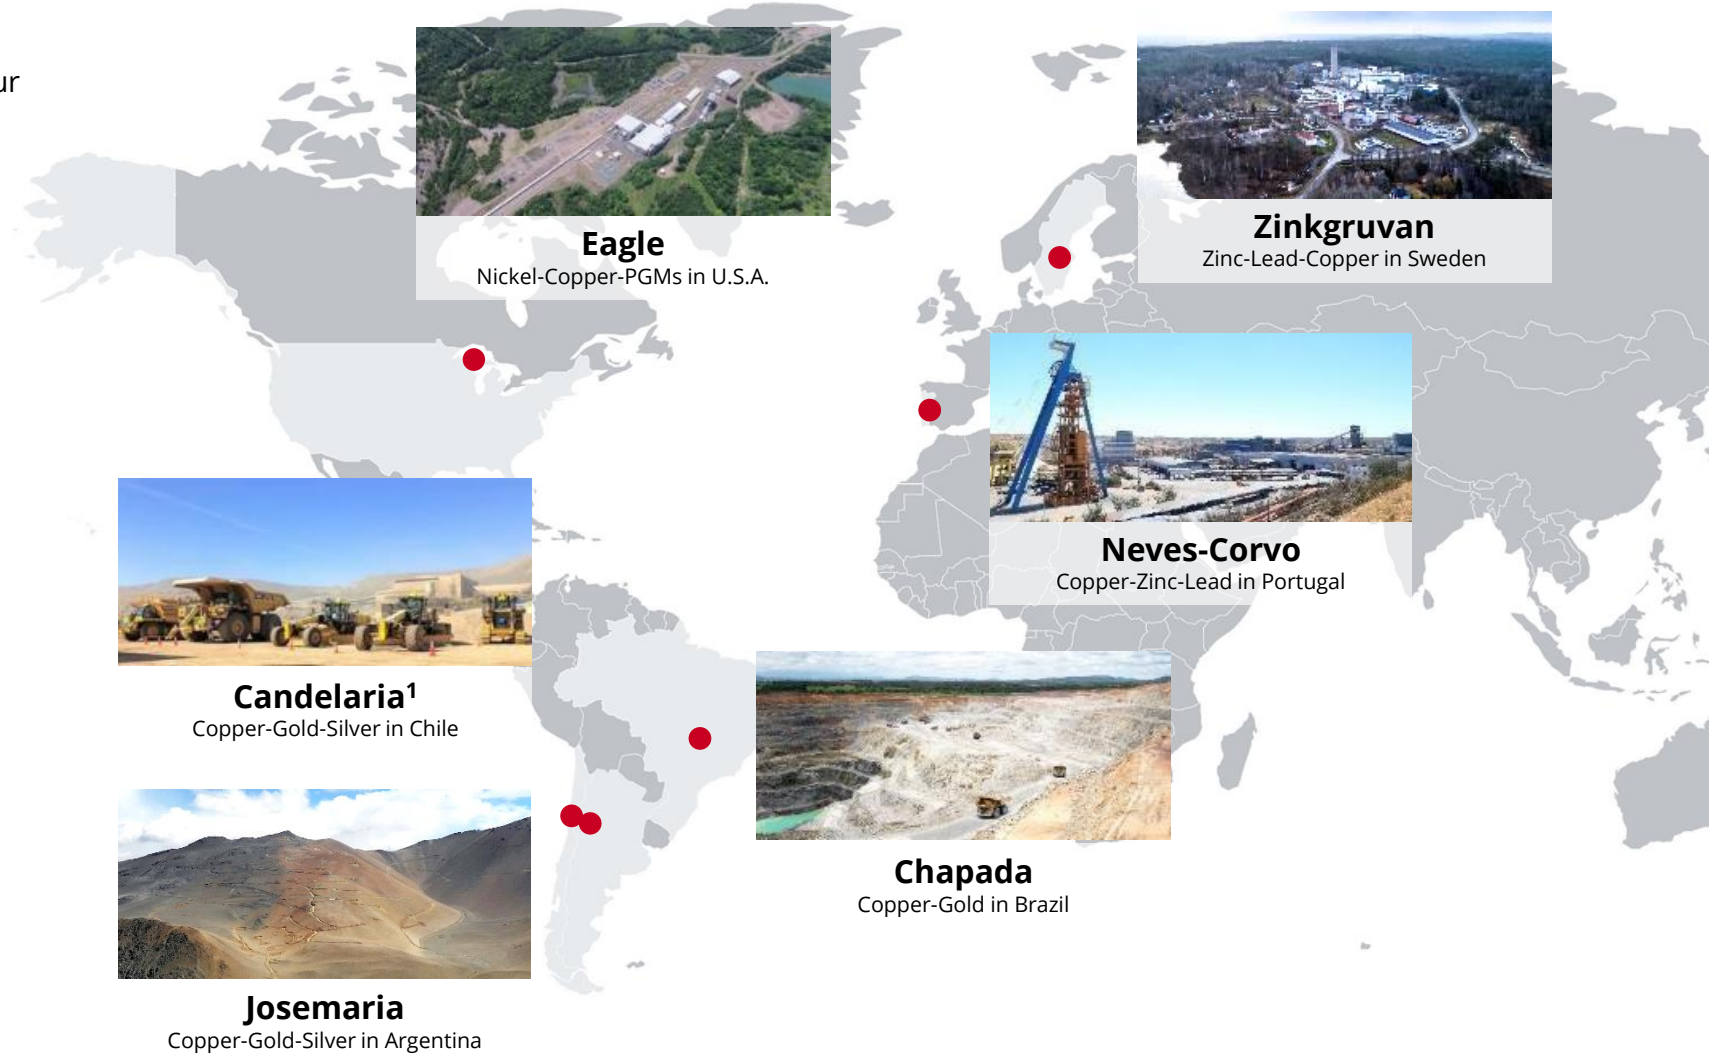 ur
Eagle
Nickel-Copper-PGMs in U.S.A.
Zinkgruvan
Zinc-Lead-Copper in Sweden
Neves-Corvo
Copper-Zinc-Lead in Portugal
Candelaria¹
Copper-Gold-Silver in Chile
Chapada
Copper-Gold in Brazil
Josemaria
Copper-Gold-Silver in Argentina